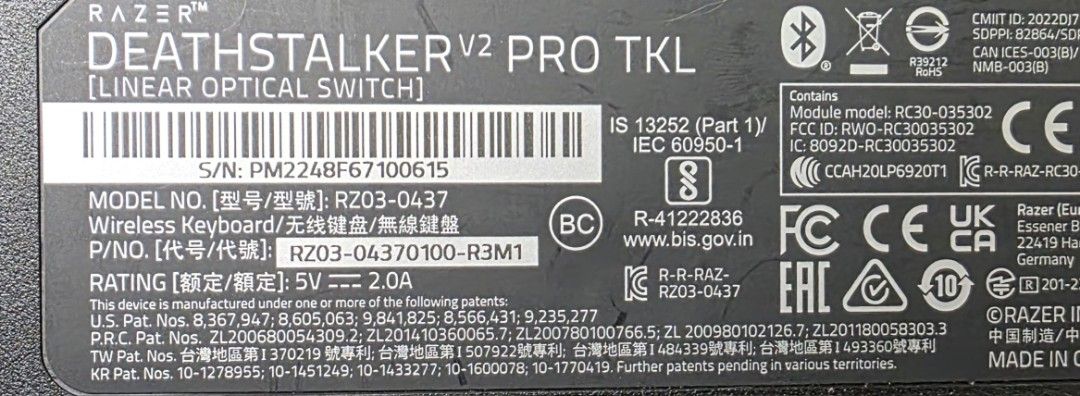 RAZER™
DEATHSTALKER V2 PRO TKL
[LINEAR OPTICAL SWITCH]
S/N: PM2248F67100615
MODEL NO. [型号/型號]: RZ03-0437
Wireless Keyboard/无线键盘/無線鍵盤
P/NO. [代号/代號]: RZ03-04370100-R3M1
RATING [额定/額定]: 5V 2.0A
This device is manufactured under one or more of the following patents:
U.S. Pat. Nos. 8,367,947; 8,605,063; 9,841,825; 8,566,431; 9,235,277
P.R.C. Pat. Nos. ZL200680054309.2; ZL201410360065.7; ZL200780100766.5; ZL 200980102126.7; ZL201180058303.3
TW Pat. Nos. 台灣地區第I 370219 號專利; 台灣地區第I 507922號專利; 台灣地區第I 484339號專利; 台灣地區第I 493360號專利
KR Pat. Nos. 10-1278955; 10-1451249; 10-1433277; 10-1600078; 10-1770419. Further patents pending in various territories.
BC
IS 13252 (Part 1)/
IEC 60950-1
R-41222836
www.bis.gov.in
R-R-RAZ-
RZ03-0437
R39212
RoHS
CMIIT ID: 2022DJ7
SDPPI: 82864/SDP
CAN ICES-003(B)/
NMB-003(B)
Contains
Module model: RC30-035302
FCC ID: RWO-RC30035302
IC: 8092D-RC30035302
CCAH20LP6920T1
R-R-RAZ-RC30-
CE
FC CE UK
CA
EAC
10
R 201-2
Razer (Eur
Essener B
22419 Ha
Germany
©RAZER I
中国制造/中
MADE IN C